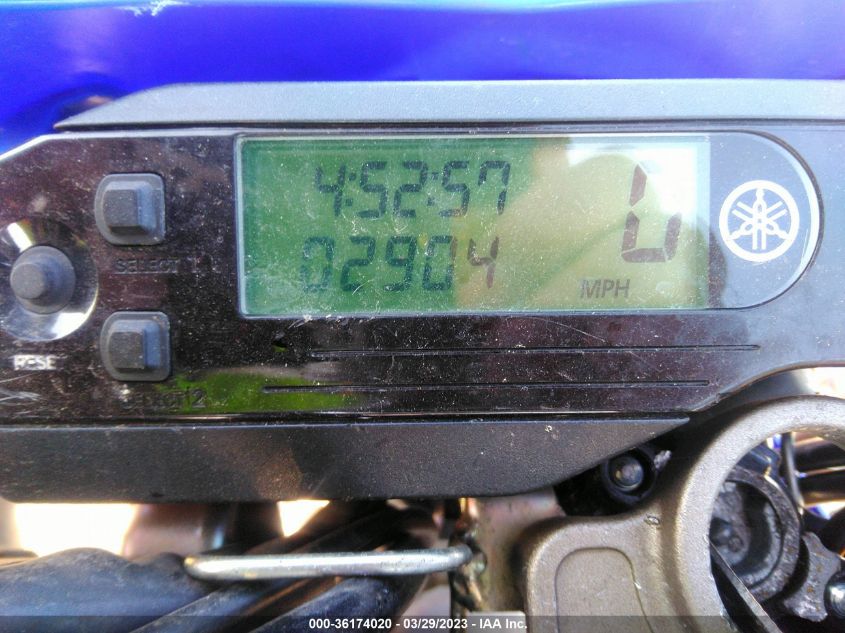 4:52:57
0
02904
MPH
SELECT 1
RESET
SELECT 2
000-36174020 / 03/29/2023 / IAA Inc.